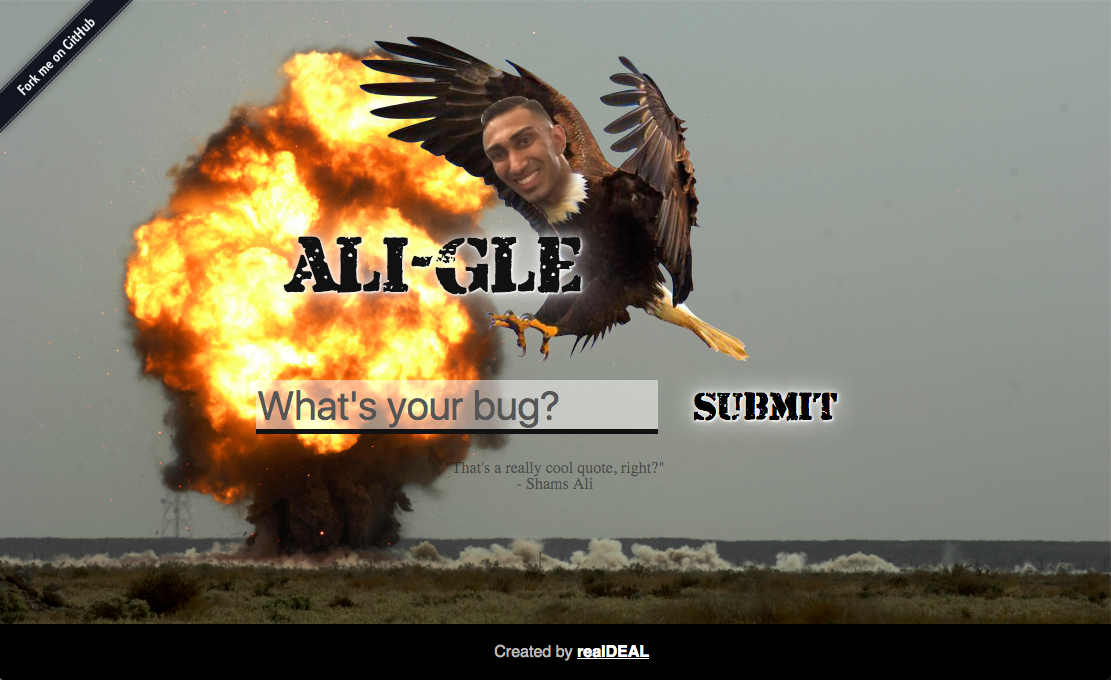 Fork me on GitHub
ALI-GLE
What's your bug?
SUBMIT
"That's a really cool quote, right?"
- Shams Ali
Created by realDEAL